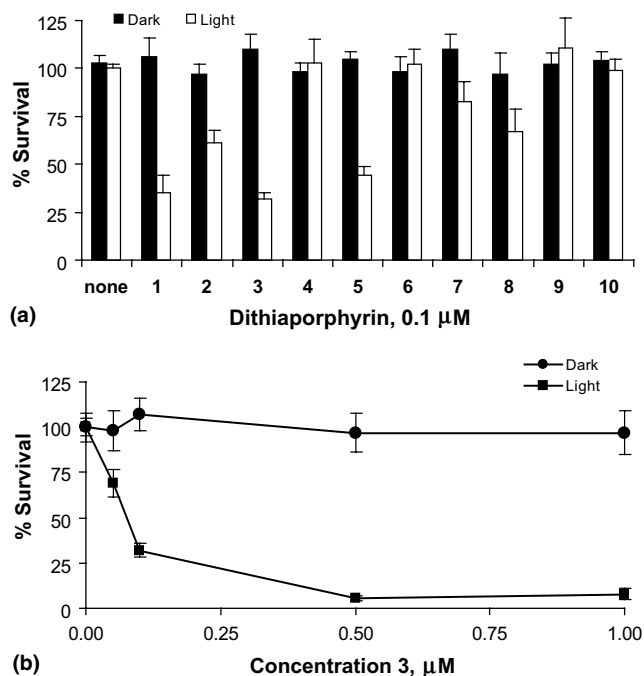 Dark Light
125
100
75
50
25
0
% Survival
none 1 2 3 4 5 6 7 8 9 10
(a) Dithiaporphyrin, 0.1 μM
Dark
Light
125
100
75
50
25
0
% Survival
0.00 0.25 0.50 0.75 1.00
(b) Concentration 3, μM